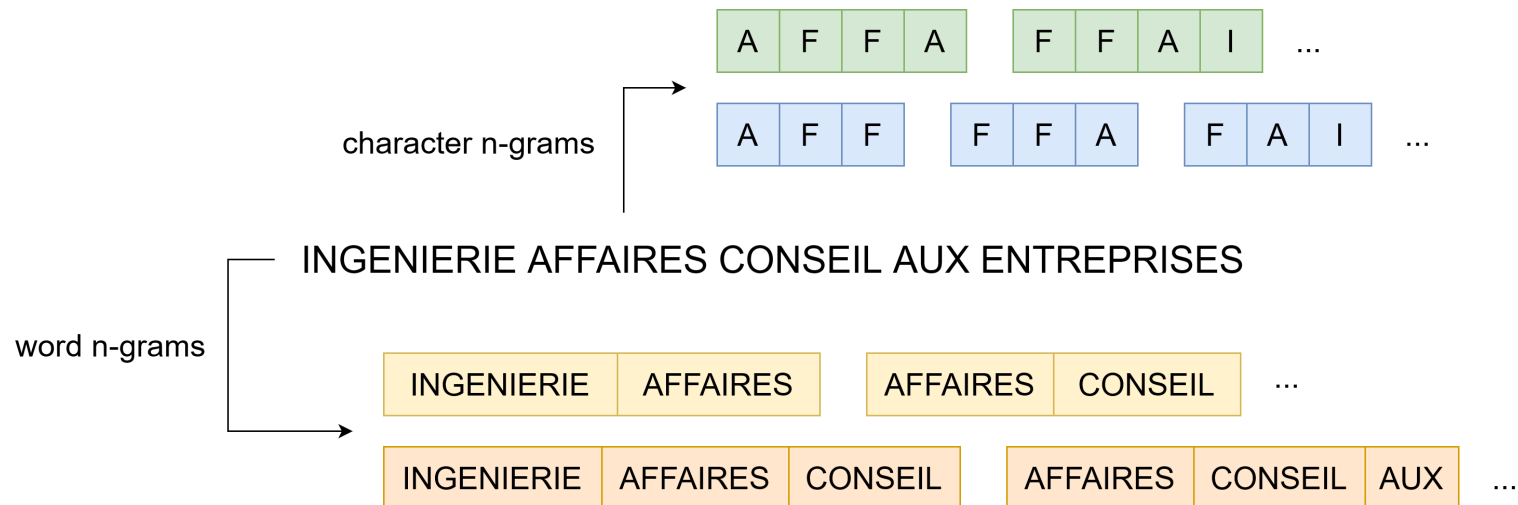 A F F A F F A I ...
character n-grams
A F F F F A F A I ...
INGENIERIE AFFAIRES CONSEIL AUX ENTREPRISES
word n-grams
INGENIERIE AFFAIRES AFFAIRES CONSEIL ...
INGENIERIE AFFAIRES CONSEIL AFFAIRES CONSEIL AUX ...